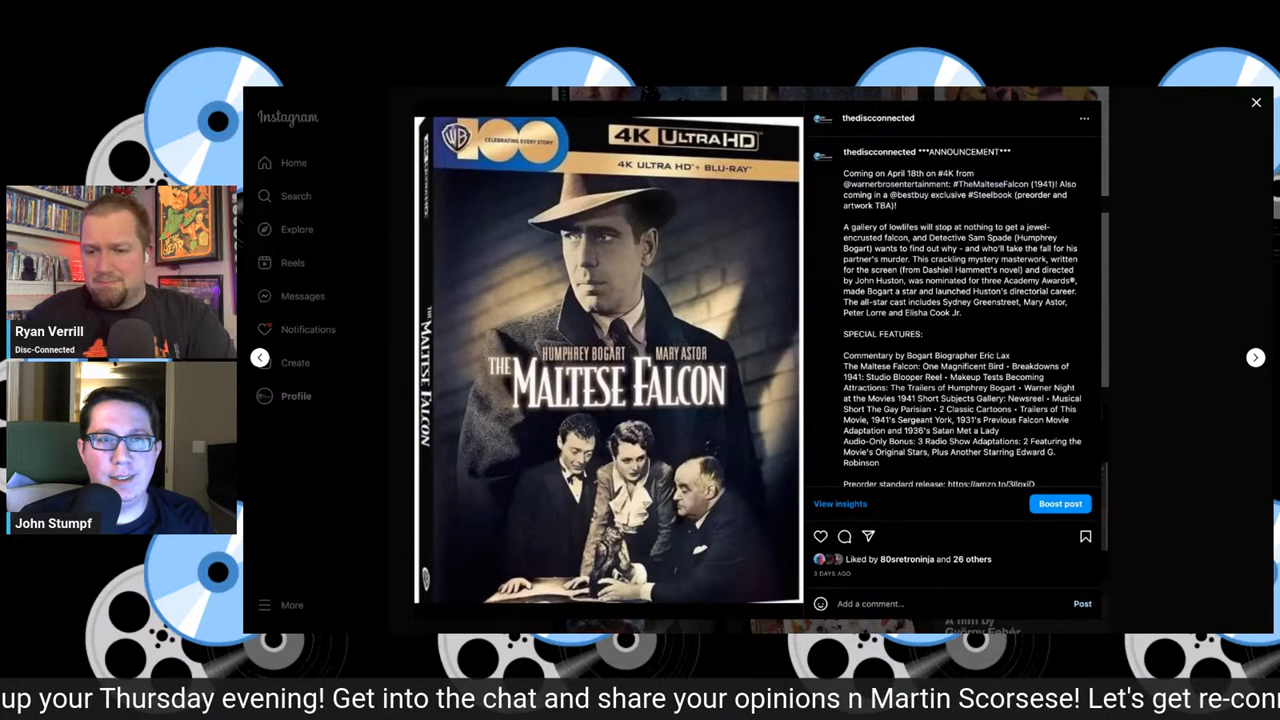 Instagram
Home
Search
Explore
Reels
Messages
Notifications
Create
Profile
More
Ryan Verrill
Disc-Connected
John Stumpf
WB 100 CELEBRATING EVERY STORY
4K ULTRA HD
4K ULTRA HD + BLU-RAY
HUMPHREY BOGART MARY ASTOR
THE MALTESE FALCON
THE MALTESE FALCON
thediscconnected
thediscconnected ***ANNOUNCEMENT***
Coming on April 18th on #4K from
@warnerbrosentertainment: #TheMalteseFalcon (1941)! Also
coming in a @bestbuy exclusive #Steelbook (preorder and
artwork TBA)!
A gallery of lowlifes will stop at nothing to get a jewel-
encrusted falcon, and Detective Sam Spade (Humphrey
Bogart) wants to find out why - and who'll take the fall for his
partner's murder. This crackling mystery masterwork, written
for the screen (from Dashiell Hammett's novel) and directed
by John Huston, was nominated for three Academy Awards®,
made Bogart a star and launched Huston's directorial career.
The all-star cast includes Sydney Greenstreet, Mary Astor,
Peter Lorre and Elisha Cook Jr.
SPECIAL FEATURES:
Commentary by Bogart Biographer Eric Lax
The Maltese Falcon: One Magnificent Bird • Breakdowns of
1941: Studio Blooper Reel • Makeup Tests Becoming
Attractions: The Trailers of Humphrey Bogart • Warner Night
at the Movies 1941 Short Subjects Gallery: Newsreel • Musical
Short The Gay Parisian • 2 Classic Cartoons • Trailers of This
Movie, 1941's Sergeant York, 1931's Previous Falcon Movie
Adaptation and 1936's Satan Met a Lady
Audio-Only Bonus: 3 Radio Show Adaptations: 2 Featuring the
Movie's Original Stars, Plus Another Starring Edward G.
Robinson
Preorder standard release:
View insights
Boost post
Liked by 80sretroninja and 26 others
3 DAYS AGO
Add a comment...
Post
A film by
György Fehér
up your Thursday evening! Get into the chat and share your opinions n Martin Scorsese! Let's get re-con